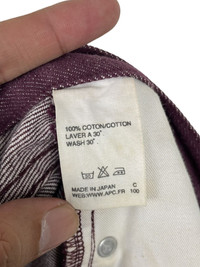 100% COTON/COTTON
LAVER A 30°
WASH 30°
MADE IN JAPAN C
WEB:WWW.APC.FR 100